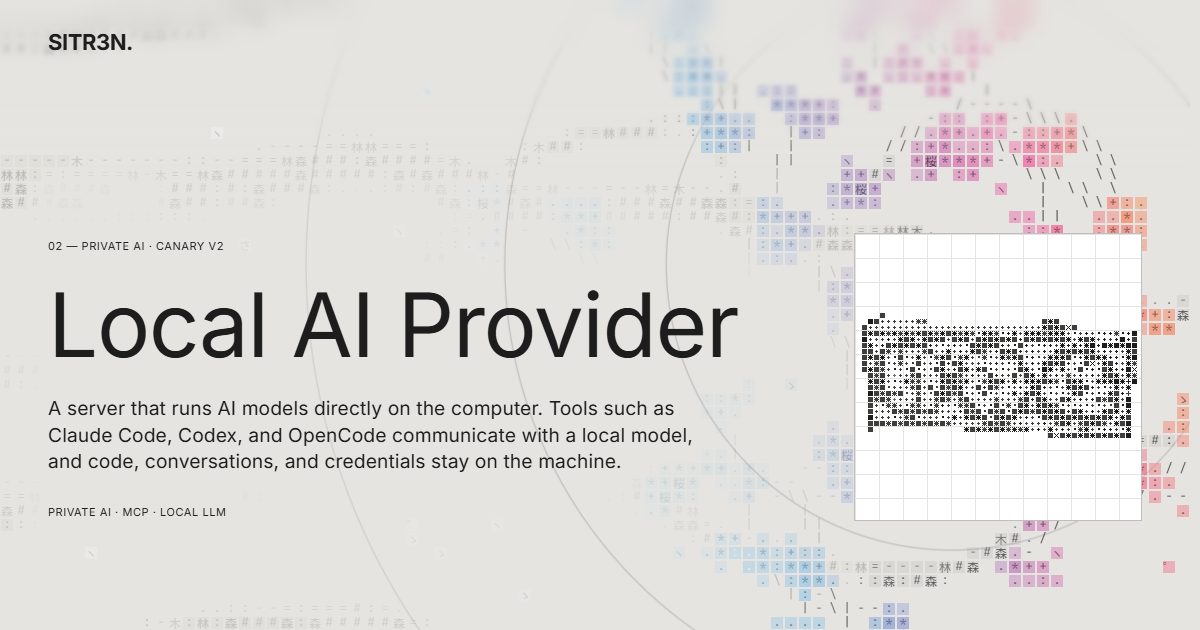 SITR3N.
02 — PRIVATE AI · CANARY V2
Local AI Provider
A server that runs AI models directly on the computer. Tools such as
Claude Code, Codex, and OpenCode communicate with a local model,
and code, conversations, and credentials stay on the machine.
PRIVATE AI · MCP · LOCAL LLM